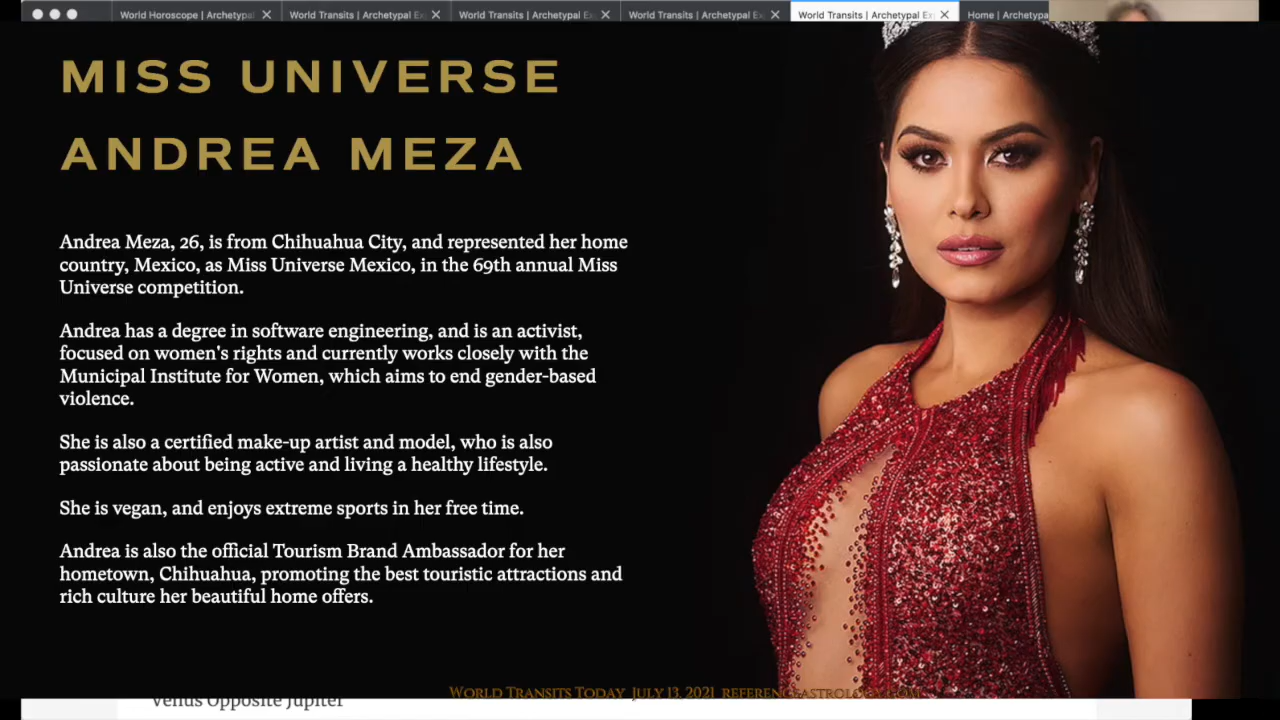 World Horoscope | Archetypal
World Transits | Archetypal E
World Transits | Archetypal E
World Transits | Archetypal E
World Transits | Archetypal Ex
Home | Archetypa
MISS UNIVERSE
ANDREA MEZA
Andrea Meza, 26, is from Chihuahua City, and represented her home
country, Mexico, as Miss Universe Mexico, in the 69th annual Miss
Universe competition.
Andrea has a degree in software engineering, and is an activist,
focused on women's rights and currently works closely with the
Municipal Institute for Women, which aims to end gender-based
violence.
She is also a certified make-up artist and model, who is also
passionate about being active and living a healthy lifestyle.
She is vegan, and enjoys extreme sports in her free time.
Andrea is also the official Tourism Brand Ambassador for her
hometown, Chihuahua, promoting the best touristic attractions and
rich culture her beautiful home offers.
World Transits Today July 13, 2021 referenceastrology.com
Venus Opposite Jupiter